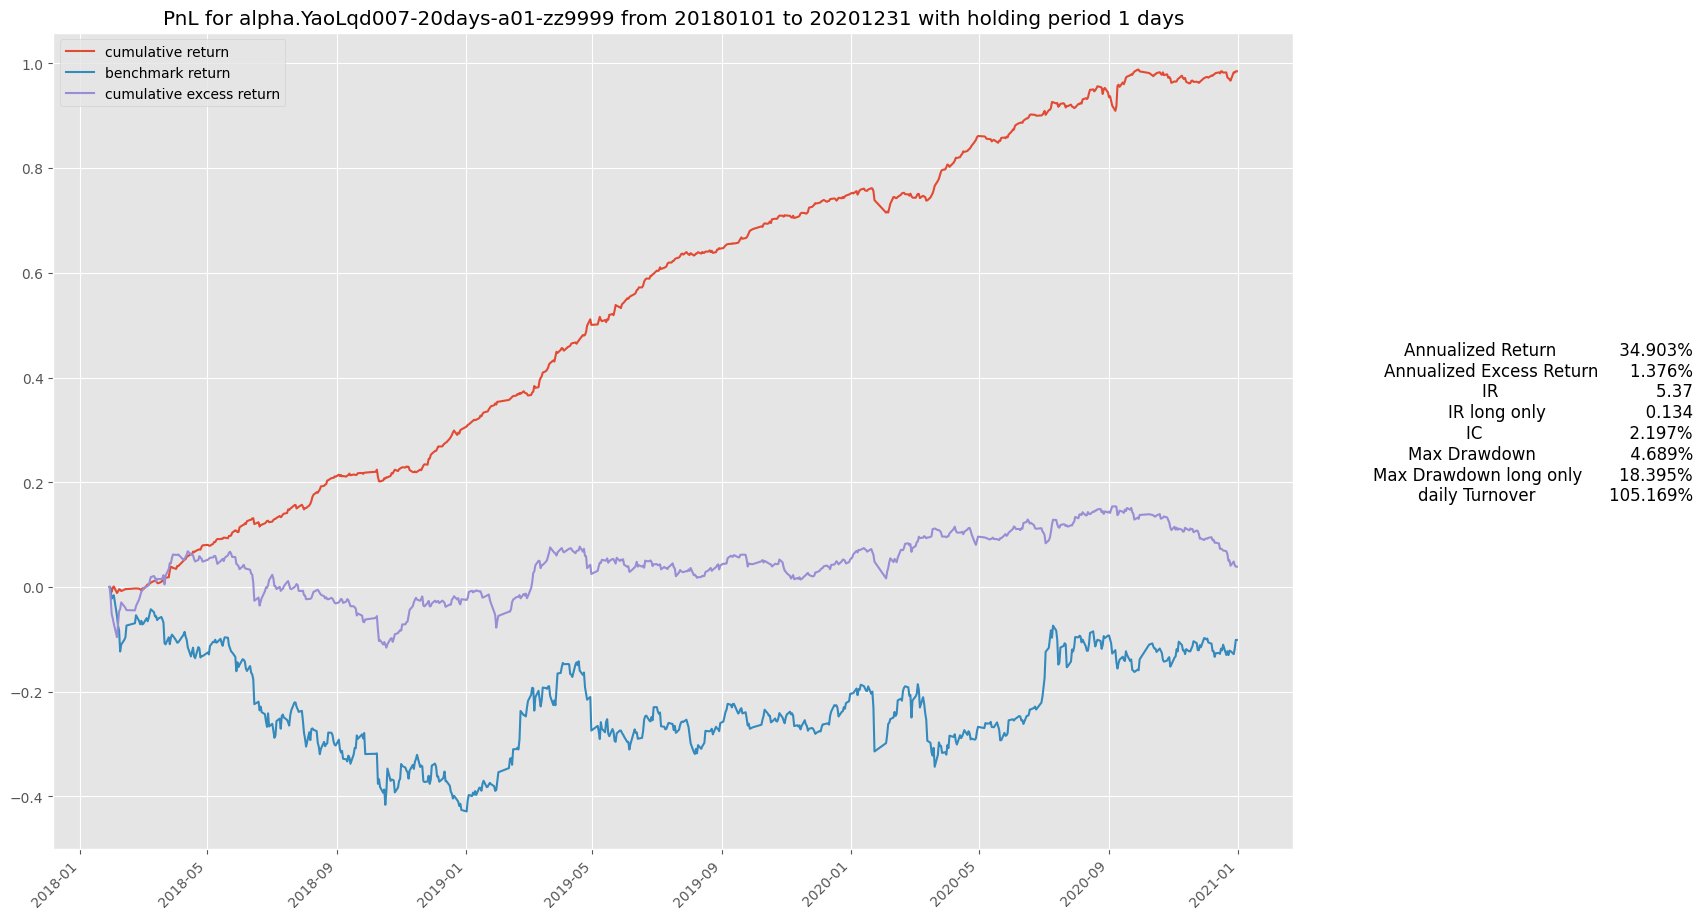 PnL for alpha.YaoLqd007-20days-a01-zz9999 from 20180101 to 20201231 with holding period 1 days
cumulative return
benchmark return
cumulative excess return
1.0
0.8
0.6
0.4
0.2
0.0
−0.2
−0.4
2018-01
2018-05
2018-09
2019-01
2019-05
2019-09
2020-01
2020-05
2020-09
2021-01
Annualized Return 34.903%
Annualized Excess Return 1.376%
IR 5.37
IR long only 0.134
IC 2.197%
Max Drawdown 4.689%
Max Drawdown long only 18.395%
daily Turnover 105.169%